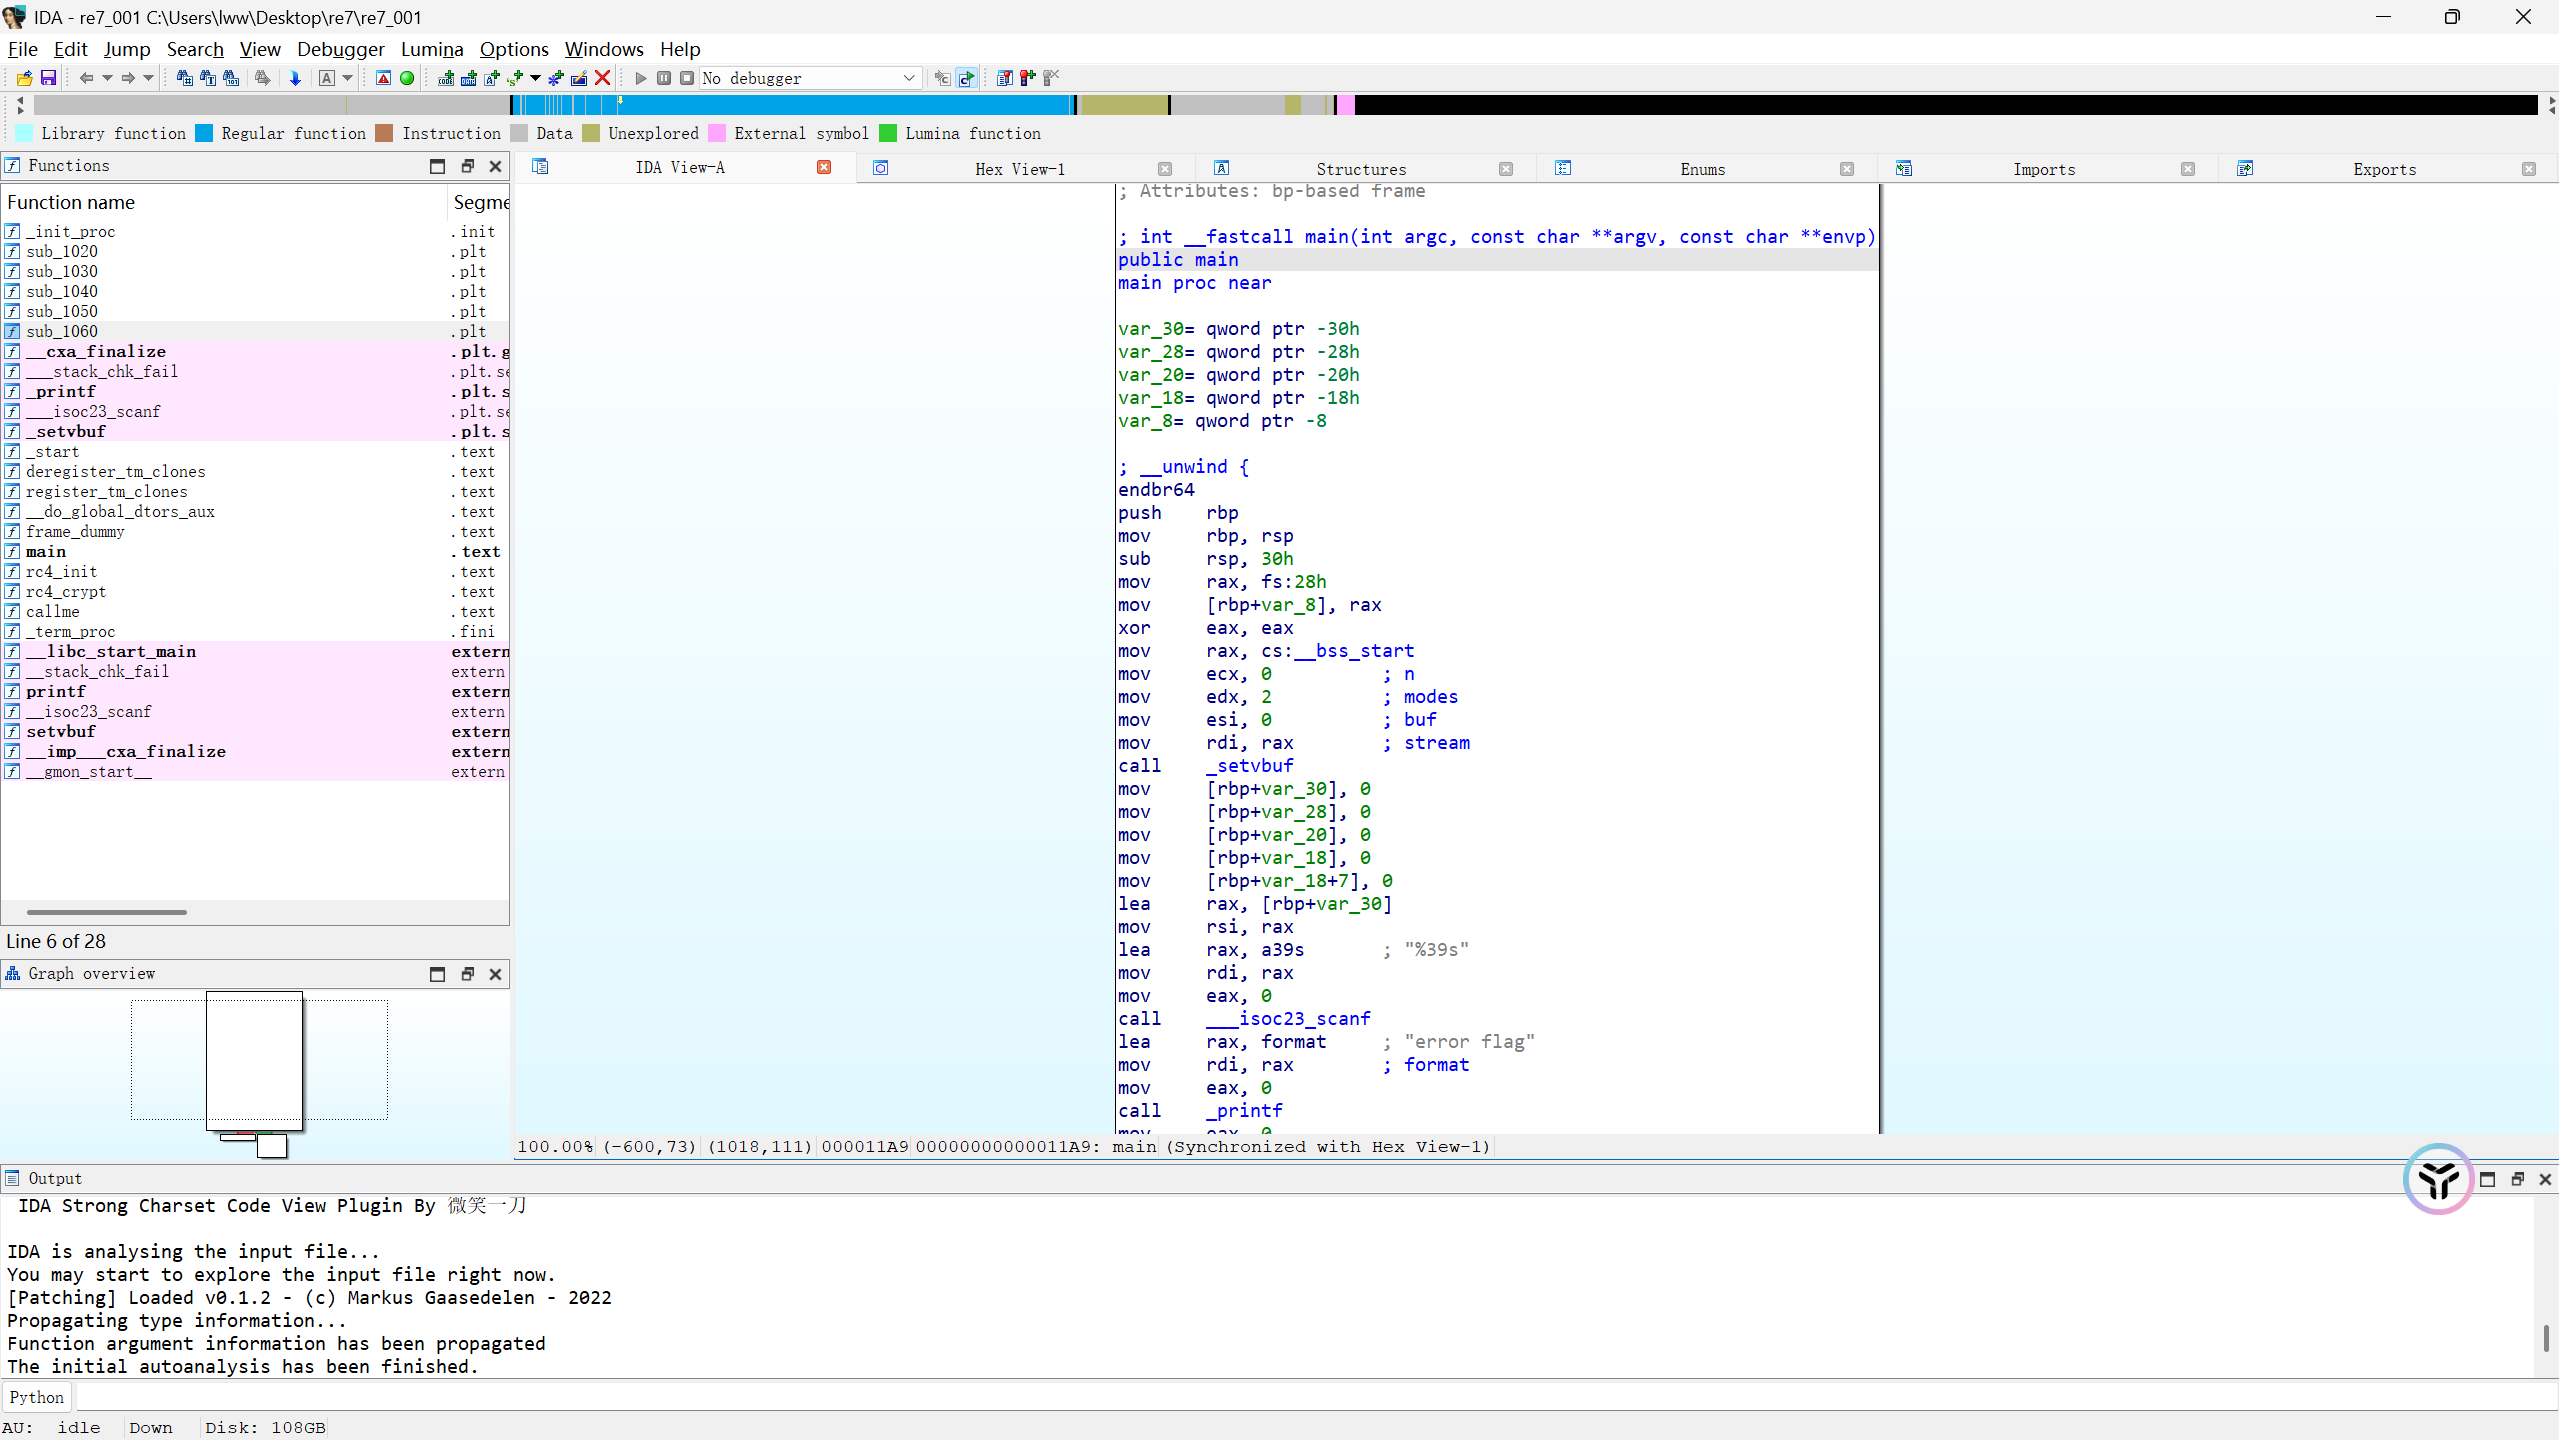 IDA - re7_001 C:\Users\lww\Desktop\re7\re7_001
File Edit Jump Search View Debugger Lumina Options Windows Help
No debugger
Library function Regular function Instruction Data Unexplored External symbol Lumina function
Functions
Function name Segme
_init_proc .init
sub_1020 .plt
sub_1030 .plt
sub_1040 .plt
sub_1050 .plt
sub_1060 .plt
__cxa_finalize .plt.g
___stack_chk_fail .plt.se
_printf .plt.s
___isoc23_scanf .plt.se
_setvbuf .plt.s
_start .text
deregister_tm_clones .text
register_tm_clones .text
__do_global_dtors_aux .text
frame_dummy .text
main .text
rc4_init .text
rc4_crypt .text
callme .text
_term_proc .fini
__libc_start_main extern
__stack_chk_fail extern
printf extern
__isoc23_scanf extern
setvbuf extern
__imp___cxa_finalize extern
__gmon_start__ extern
Line 6 of 28
Graph overview
IDA View-A Hex View-1 Structures Enums Imports Exports
; Attributes: bp-based frame
; int __fastcall main(int argc, const char **argv, const char **envp)
public main
main proc near
var_30= qword ptr -30h
var_28= qword ptr -28h
var_20= qword ptr -20h
var_18= qword ptr -18h
var_8= qword ptr -8
; __unwind {
endbr64
push rbp
mov rbp, rsp
sub rsp, 30h
mov rax, fs:28h
mov [rbp+var_8], rax
xor eax, eax
mov rax, cs:__bss_start
mov ecx, 0 ; n
mov edx, 2 ; modes
mov esi, 0 ; buf
mov rdi, rax ; stream
call _setvbuf
mov [rbp+var_30], 0
mov [rbp+var_28], 0
mov [rbp+var_20], 0
mov [rbp+var_18], 0
mov [rbp+var_18+7], 0
lea rax, [rbp+var_30]
mov rsi, rax
lea rax, a39s ; "%39s"
mov rdi, rax
mov eax, 0
call ___isoc23_scanf
lea rax, format ; "error flag"
mov rdi, rax ; format
mov eax, 0
call _printf
mov eax, 0
100.00% (-600,73) (1018,111) 000011A9 00000000000011A9: main (Synchronized with Hex View-1)
Output
IDA Strong Charset Code View Plugin By 微笑一刀
IDA is analysing the input file...
You may start to explore the input file right now.
[Patching] Loaded v0.1.2 - (c) Markus Gaasedelen - 2022
Propagating type information...
Function argument information has been propagated
The initial autoanalysis has been finished.
Python
AU: idle Down Disk: 108GB